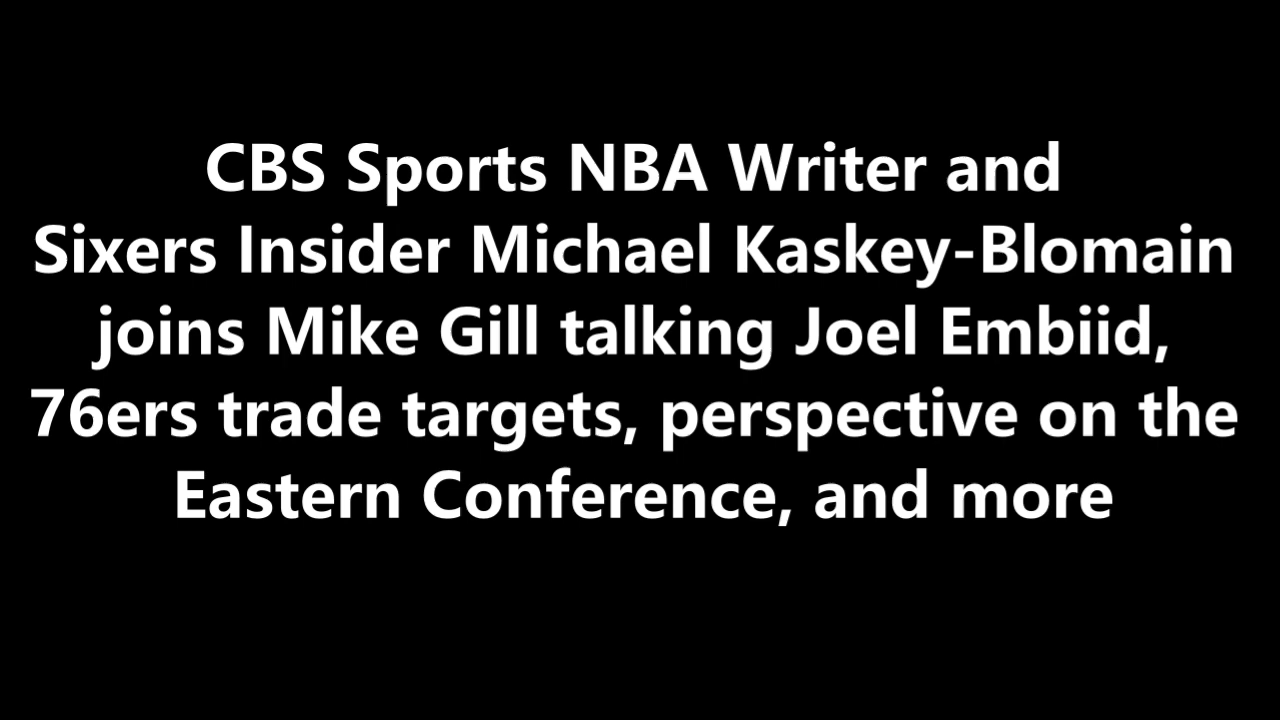 CBS Sports NBA Writer and
Sixers Insider Michael Kaskey-Blomain
joins Mike Gill talking Joel Embiid,
76ers trade targets, perspective on the
Eastern Conference, and more